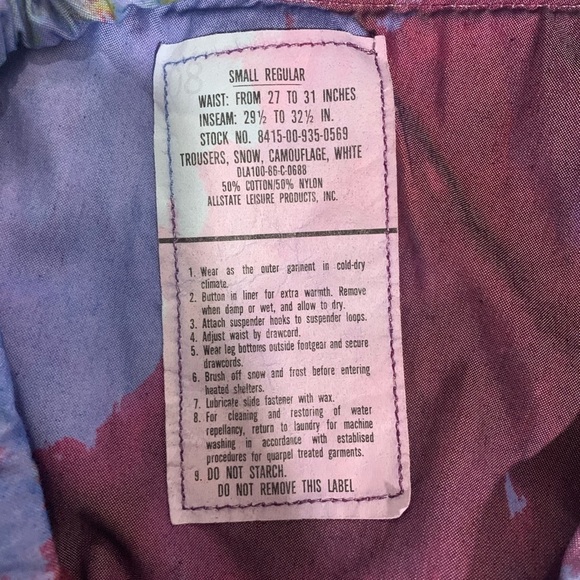 SMALL REGULAR
WAIST: FROM 27 TO 31 INCHES
INSEAM: 29½ TO 32½ IN.
STOCK NO. 8415-00-935-0569
TROUSERS, SNOW, CAMOUFLAGE, WHITE
DLA100-86-C-0688
50% COTTON/50% NYLON
ALLSTATE LEISURE PRODUCTS, INC.
1. Wear as the outer garment in cold-dry
climate.
2. Button in liner for extra warmth. Remove
when damp or wet, and allow to dry.
3. Attach suspender hooks to suspender loops.
4. Adjust waist by drawcord.
5. Wear leg bottoms outside footgear and secure
drawcords.
6. Brush off snow and frost before entering
heated shelters.
7. Lubricate slide fastener with wax.
8. For cleaning and restoring of water
repellancy, return to laundry for machine
washing in accordance with establised
procedures for quarpel treated garments.
9. DO NOT STARCH.
DO NOT REMOVE THIS LABEL